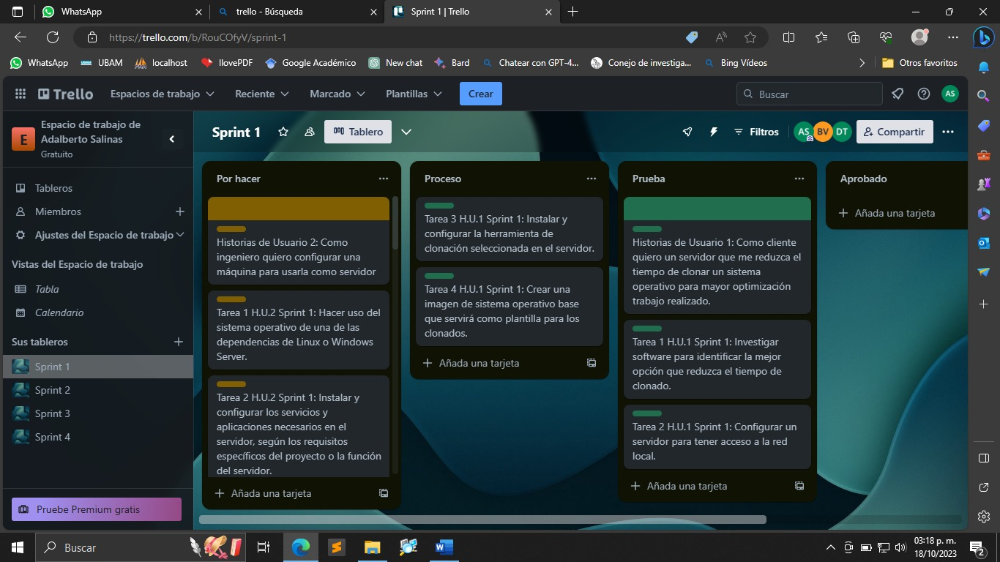 WhatsApp
trello - Búsqueda
Sprint 1 | Trello
https://trello.com/b/RouCOfyV/sprint-1
WhatsApp
UBAM
localhost
IlovePDF
Google Académico
New chat
Bard
Chatear con GPT-4...
Conejo de investiga...
Bing Vídeos
Otros favoritos
Trello
Espacios de trabajo
Reciente
Marcado
Plantillas
Crear
Buscar
AS
E
Espacio de trabajo de
Adalberto Salinas
Gratuito
Tableros
Miembros
Ajustes del Espacio de trabajo
Vistas del Espacio de trabajo
Tabla
Calendario
Sus tableros
Sprint 1
Sprint 2
Sprint 3
Sprint 4
Pruebe Premium gratis
Sprint 1
Tablero
Filtros
AS
BV
DT
Compartir
Por hacer
Historias de Usuario 2: Como
ingeniero quiero configurar una
máquina para usarla como servidor
Tarea 1 H.U.2 Sprint 1: Hacer uso del
sistema operativo de una de las
dependencias de Linux o Windows
Server.
Tarea 2 H.U.2 Sprint 1: Instalar y
configurar los servicios y
aplicaciones necesarios en el
servidor, según los requisitos
específicos del proyecto o la función
del servidor.
Añada una tarjeta
Proceso
Tarea 3 H.U.1 Sprint 1: Instalar y
configurar la herramienta de
clonación seleccionada en el servidor.
Tarea 4 H.U.1 Sprint 1: Crear una
imagen de sistema operativo base
que servirá como plantilla para los
clonados.
Añada una tarjeta
Prueba
Historias de Usuario 1: Como cliente
quiero un servidor que me reduzca el
tiempo de clonar un sistema
operativo para mayor optimización
trabajo realizado.
Tarea 1 H.U.1 Sprint 1: Investigar
software para identificar la mejor
opción que reduzca el tiempo de
clonado.
Tarea 2 H.U.1 Sprint 1: Configurar un
servidor para tener acceso a la red
local.
Añada una tarjeta
Aprobado
Añada una tarjeta
Buscar
03:18 p. m.
18/10/2023
2